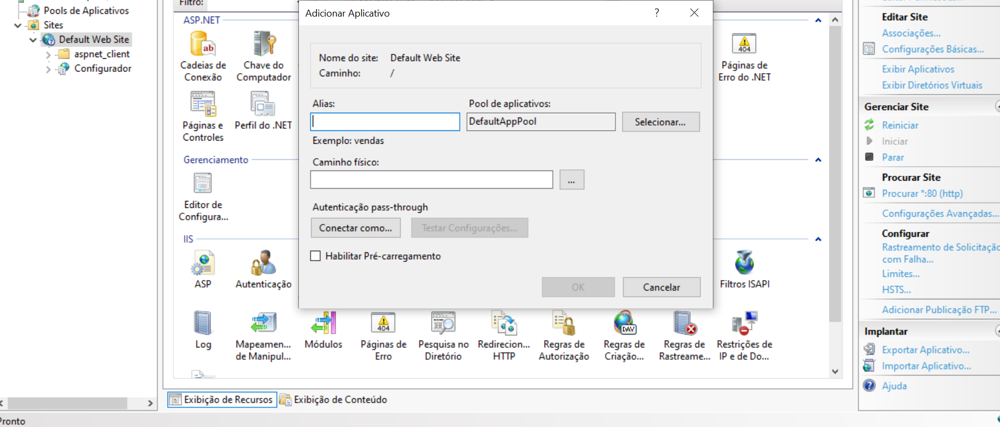 Pools de Aplicativos
Sites
Default Web Site
aspnet_client
Configurador
Filtro:
ASP.NET
Cadeias de
Conexão
Chave do
Computador
Páginas de
Erro do .NET
Páginas e
Controles
Perfil do .NET
Gerenciamento
Editor de
Configura...
IIS
ASP
Autenticação
Filtros ISAPI
Log
Mapeamen...
de Manipul...
Módulos
Páginas de
Erro
Pesquisa no
Diretório
Redirecion...
HTTP
Regras de
Autorização
Regras de
Criação...
Regras de
Rastreame...
Restrições de
IP e de Do...
Exibição de Recursos
Exibição de Conteúdo
Pronto
Adicionar Aplicativo
?
Nome do site: Default Web Site
Caminho: /
Alias:
Pool de aplicativos:
DefaultAppPool
Selecionar...
Exemplo: vendas
Caminho físico:
...
Autenticação pass-through
Conectar como...
Testar Configurações...
Habilitar Pré-carregamento
OK
Cancelar
Editar Site
Associações...
Configurações Básicas...
Exibir Aplicativos
Exibir Diretórios Virtuais
Gerenciar Site
Reiniciar
Iniciar
Parar
Procurar Site
Procurar *:80 (http)
Configurações Avançadas...
Configurar
Rastreamento de Solicitação
com Falha...
Limites...
HSTS...
Adicionar Publicação FTP...
Implantar
Exportar Aplicativo...
Importar Aplicativo...
Ajuda